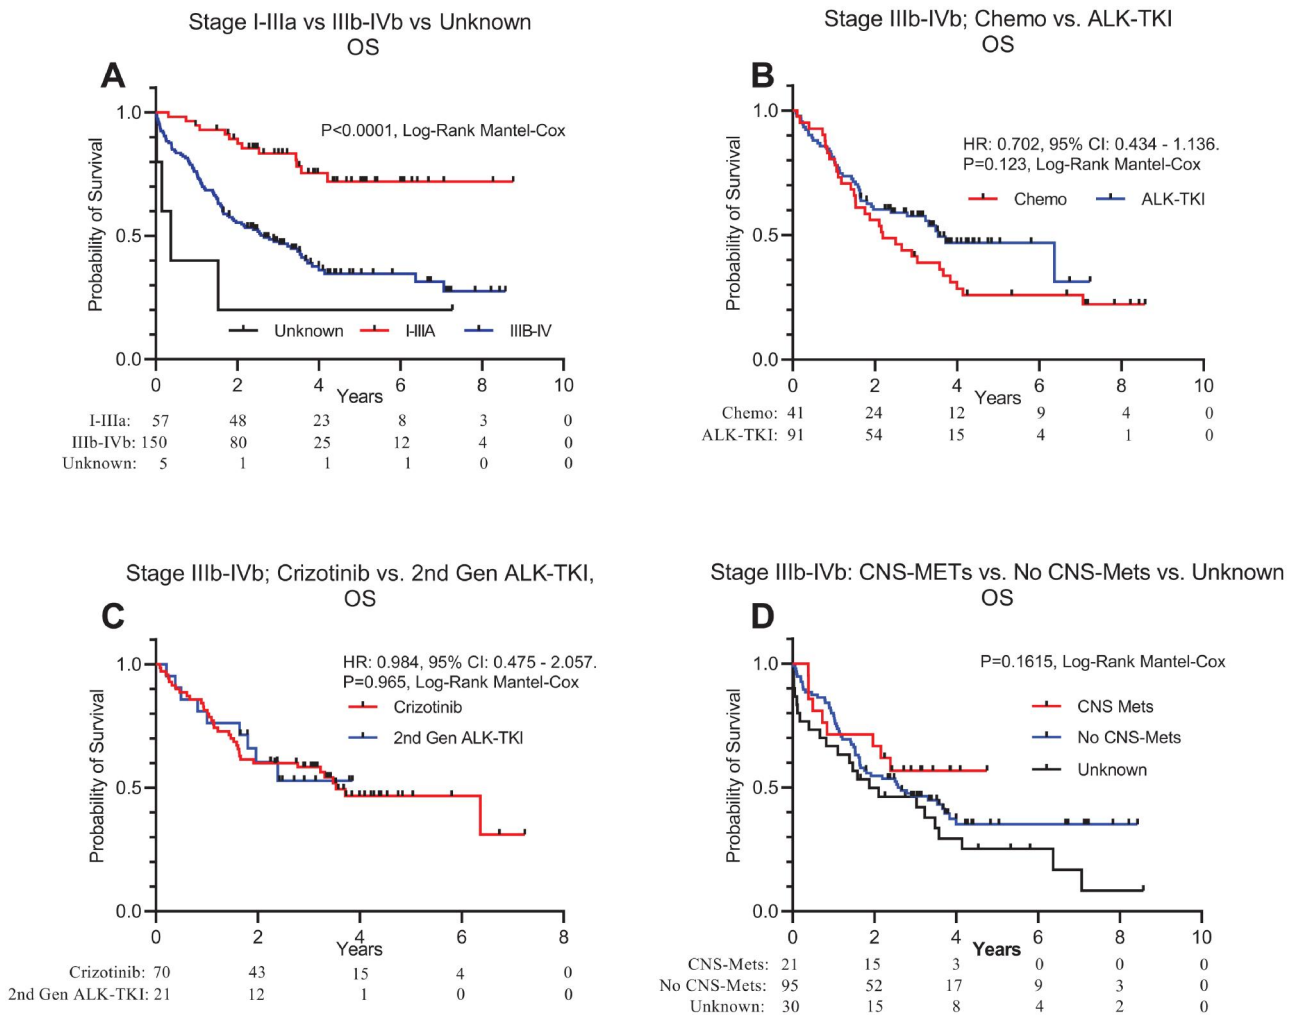 Stage I-IIIa vs IIIb-IVb vs Unknown
OS
A
P<0.0001, Log-Rank Mantel-Cox
Probability of Survival
1.0
0.5
0.0
Unknown I-IIIA IIIB-IV
0 2 4 6 8 10
Years
I-IIIa: 57 48 23 8 3 0
IIIb-IVb: 150 80 25 12 4 0
Unknown: 5 1 1 1 0 0
Stage IIIb-IVb; Chemo vs. ALK-TKI
OS
B
HR: 0.702, 95% CI: 0.434 - 1.136.
P=0.123, Log-Rank Mantel-Cox
Chemo ALK-TKI
Probability of Survival
1.0
0.5
0.0
0 2 4 6 8 10
Years
Chemo: 41 24 12 9 4 0
ALK-TKI: 91 54 15 4 1 0
Stage IIIb-IVb; Crizotinib vs. 2nd Gen ALK-TKI,
OS
C
HR: 0.984, 95% CI: 0.475 - 2.057.
P=0.965, Log-Rank Mantel-Cox
Crizotinib
2nd Gen ALK-TKI
Probability of Survival
1.0
0.5
0.0
0 2 4 6 8
Years
Crizotinib: 70 43 15 4 0
2nd Gen ALK-TKI: 21 12 1 0 0
Stage IIIb-IVb: CNS-METs vs. No CNS-Mets vs. Unknown
OS
D
P=0.1615, Log-Rank Mantel-Cox
CNS Mets
No CNS-Mets
Unknown
Probability of Survival
1.0
0.5
0.0
0 2 4 6 8 10
Years
CNS-Mets: 21 15 3 0 0 0
No CNS-Mets: 95 52 17 9 3 0
Unknown: 30 15 8 4 2 0